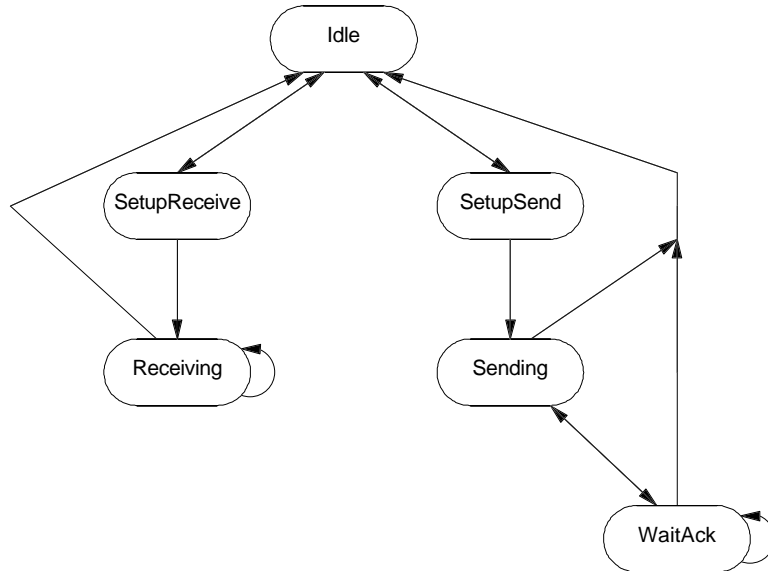 Idle
SetupReceive
SetupSend
Receiving
Sending
WaitAck